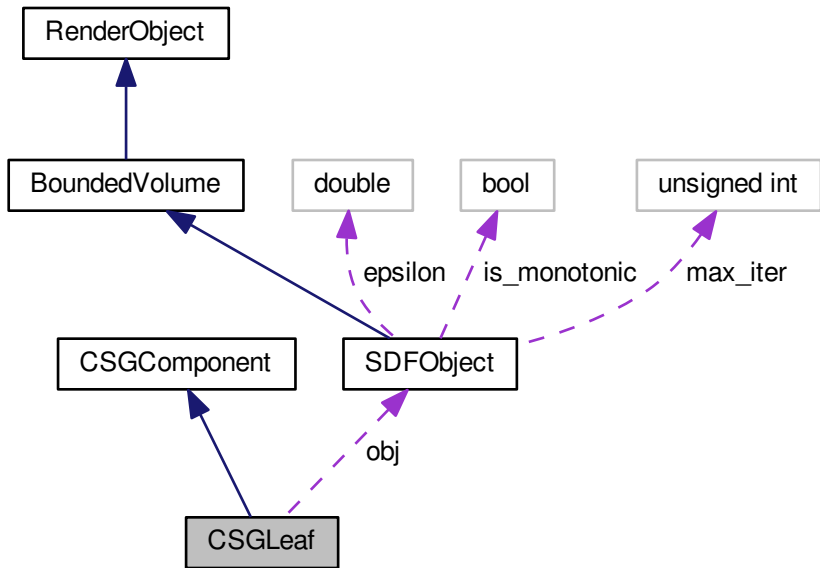 RenderObject
BoundedVolume
double
bool
unsigned int
epsilon
is_monotonic
max_iter
CSGComponent
SDFObject
obj
CSGLeaf